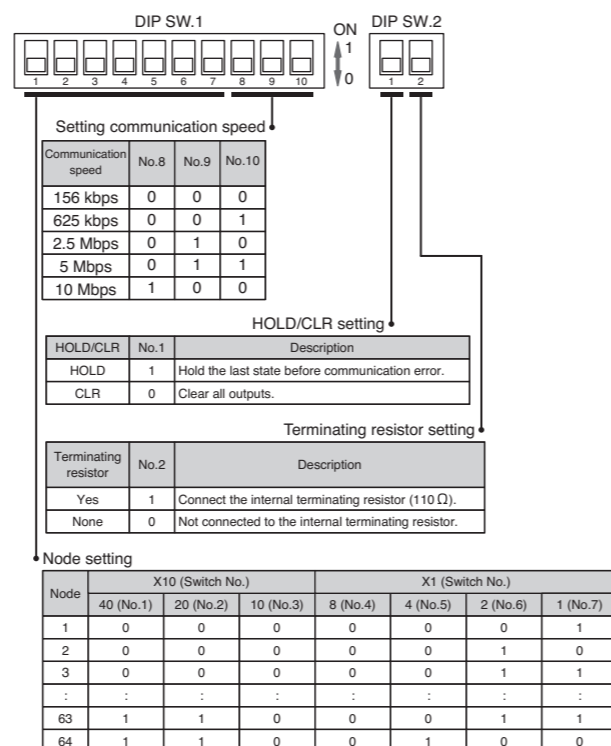 DIP SW.1
ON
DIP SW.2
1
0
1 2 3 4 5 6 7 8 9 10
1 2
Setting communication speed
Communication speed No.8 No.9 No.10
156 kbps 0 0 0
625 kbps 0 0 1
2.5 Mbps 0 1 0
5 Mbps 0 1 1
10 Mbps 1 0 0
HOLD/CLR setting
HOLD/CLR No.1 Description
HOLD 1 Hold the last state before communication error.
CLR 0 Clear all outputs.
Terminating resistor setting
Terminating resistor No.2 Description
Yes 1 Connect the internal terminating resistor (110 Ω).
None 0 Not connected to the internal terminating resistor.
Node setting
Node X10 (Switch No.) X1 (Switch No.)
40 (No.1) 20 (No.2) 10 (No.3) 8 (No.4) 4 (No.5) 2 (No.6) 1 (No.7)
1 0 0 0 0 0 0 1
2 0 0 0 0 0 1 0
3 0 0 0 0 0 1 1
: : : : : : : :
63 1 1 0 0 0 1 1
64 1 1 0 0 1 0 0